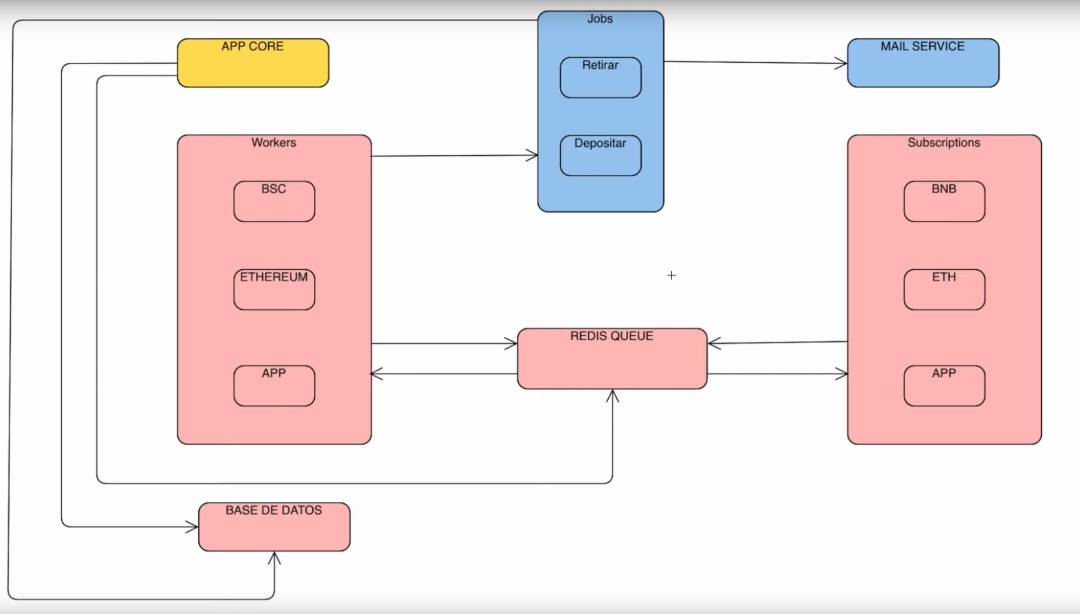 Jobs
APP CORE
MAIL SERVICE
Retirar
Depositar
Workers
BSC
ETHEREUM
APP
Subscriptions
BNB
ETH
APP
REDIS QUEUE
BASE DE DATOS